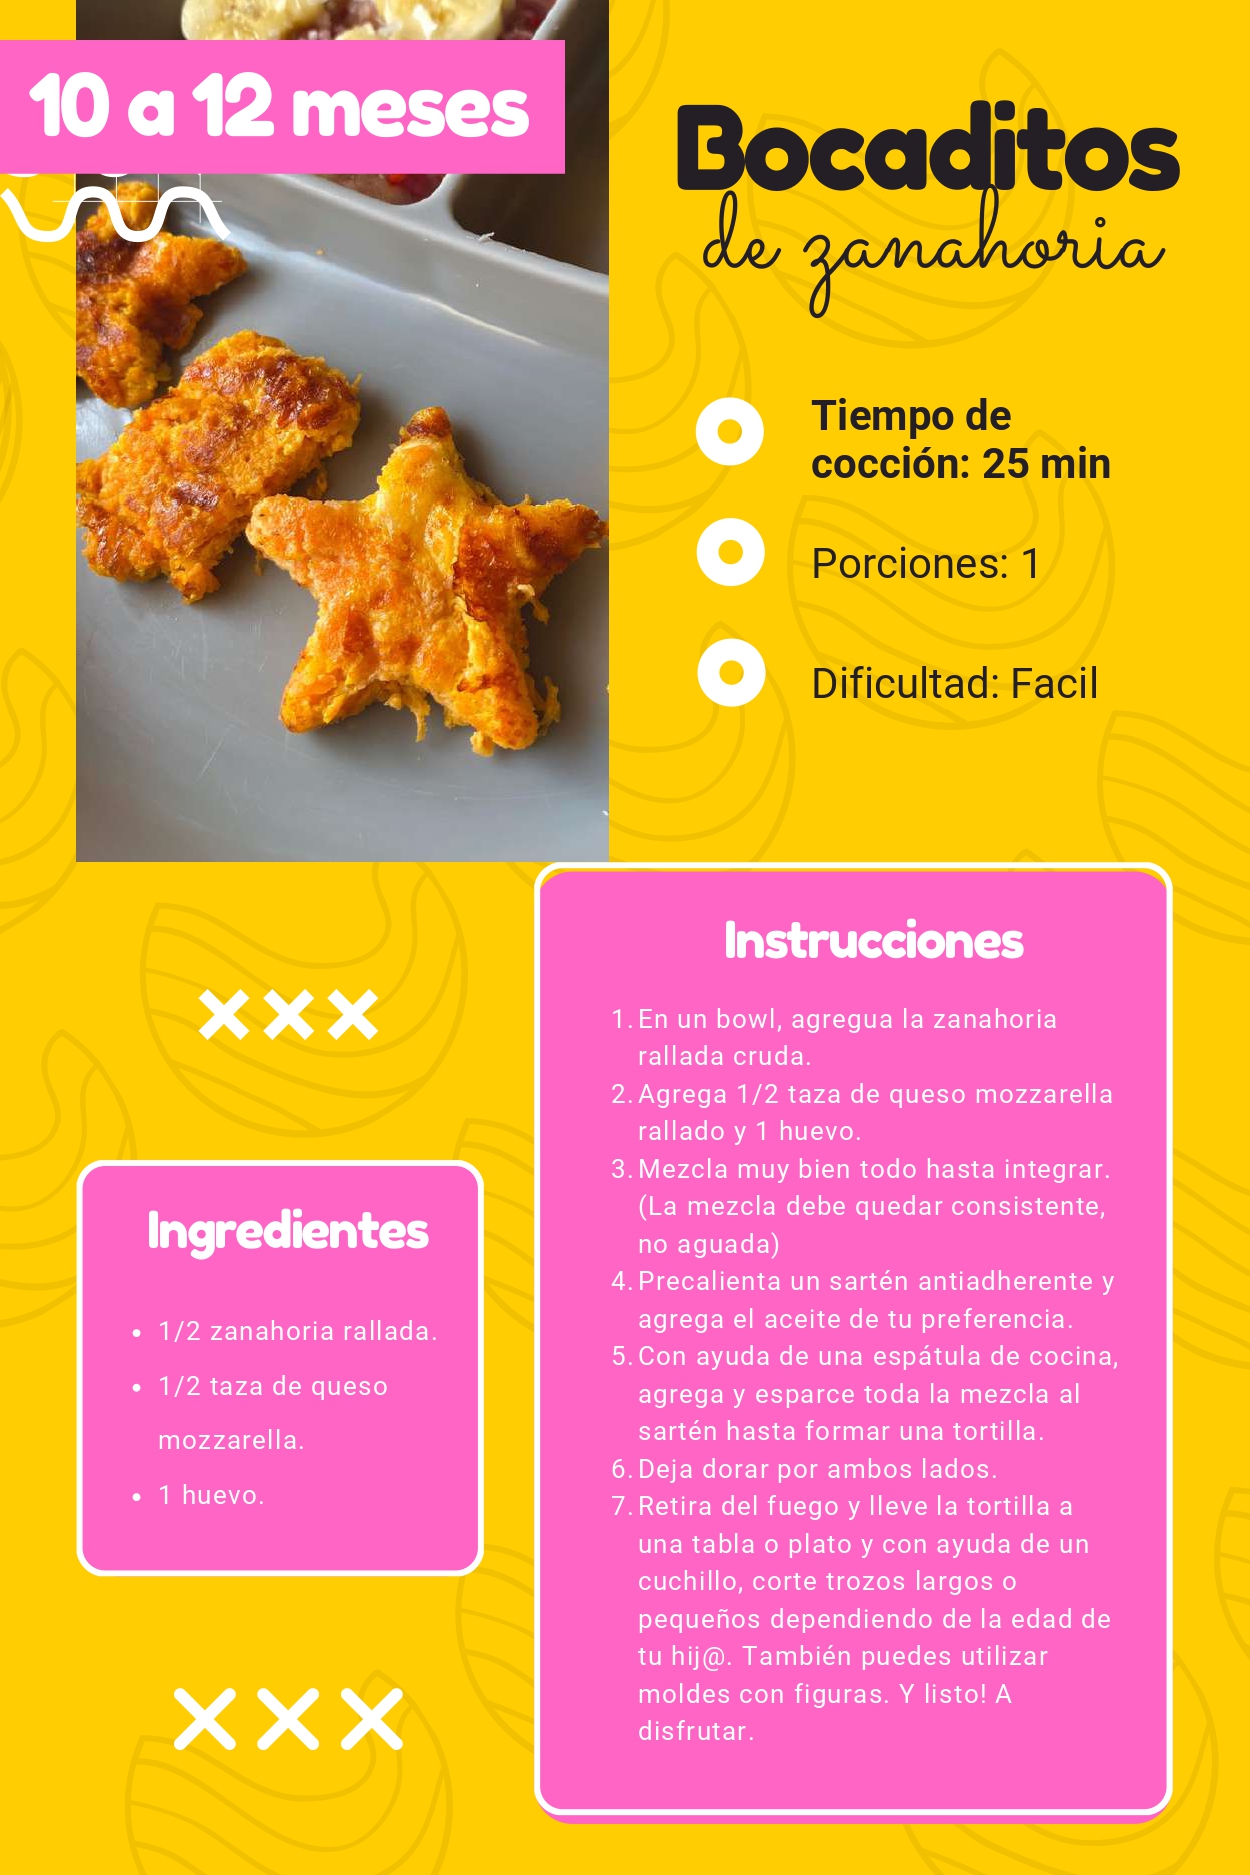 10 a 12 meses
Bocaditos
de zanahoria
Tiempo de
cocción: 25 min
Porciones: 1
Dificultad: Facil
Instrucciones
1. En un bowl, agregua la zanahoria
rallada cruda.
2. Agrega 1/2 taza de queso mozzarella
rallado y 1 huevo.
3. Mezcla muy bien todo hasta integrar.
(La mezcla debe quedar consistente,
no aguada)
4. Precalienta un sartén antiadherente y
agrega el aceite de tu preferencia.
5. Con ayuda de una espátula de cocina,
agrega y esparce toda la mezcla al
sartén hasta formar una tortilla.
6. Deja dorar por ambos lados.
7. Retira del fuego y lleve la tortilla a
una tabla o plato y con ayuda de un
cuchillo, corte trozos largos o
pequeños dependiendo de la edad de
tu hij@. También puedes utilizar
moldes con figuras. Y listo! A
disfrutar.
Ingredientes
• 1/2 zanahoria rallada.
• 1/2 taza de queso
mozzarella.
• 1 huevo.